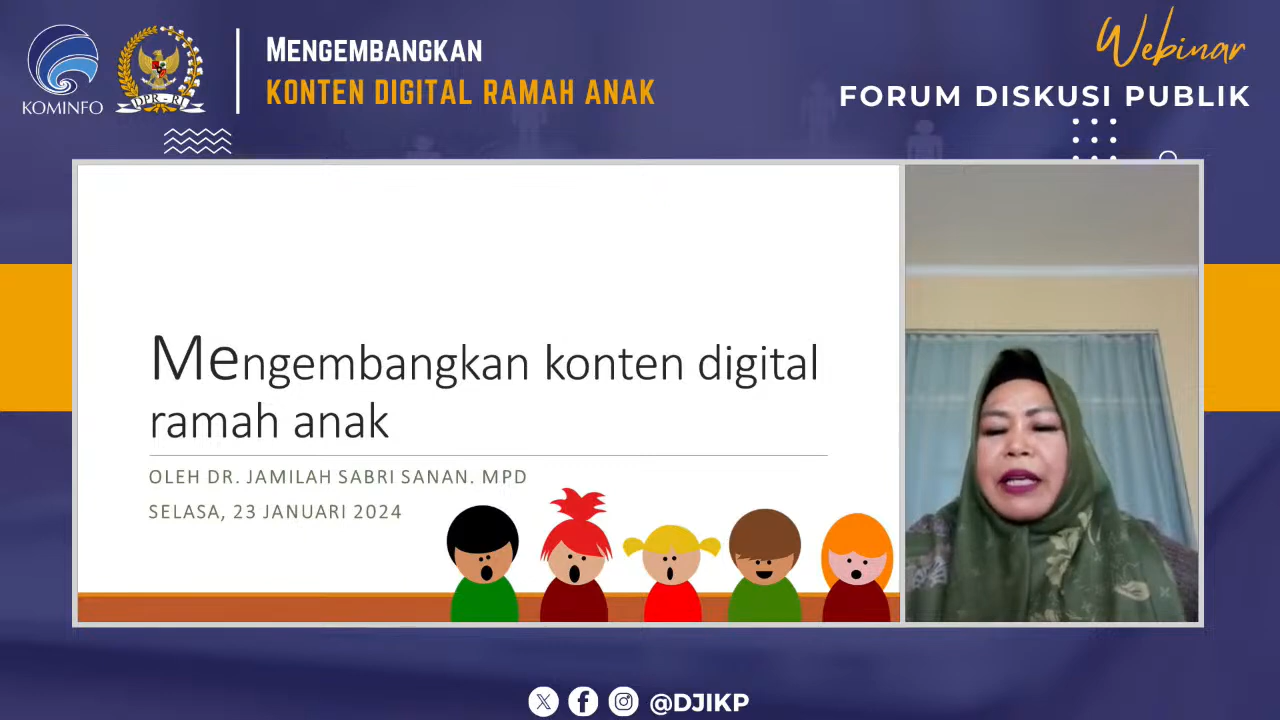 KOMINFO
DPR - RI
MENGEMBANGKAN
KONTEN DIGITAL RAMAH ANAK
Webinar
FORUM DISKUSI PUBLIK
Mengembangkan konten digital
ramah anak
OLEH DR. JAMILAH SABRI SANAN. MPD
SELASA, 23 JANUARI 2024
@DJIKP